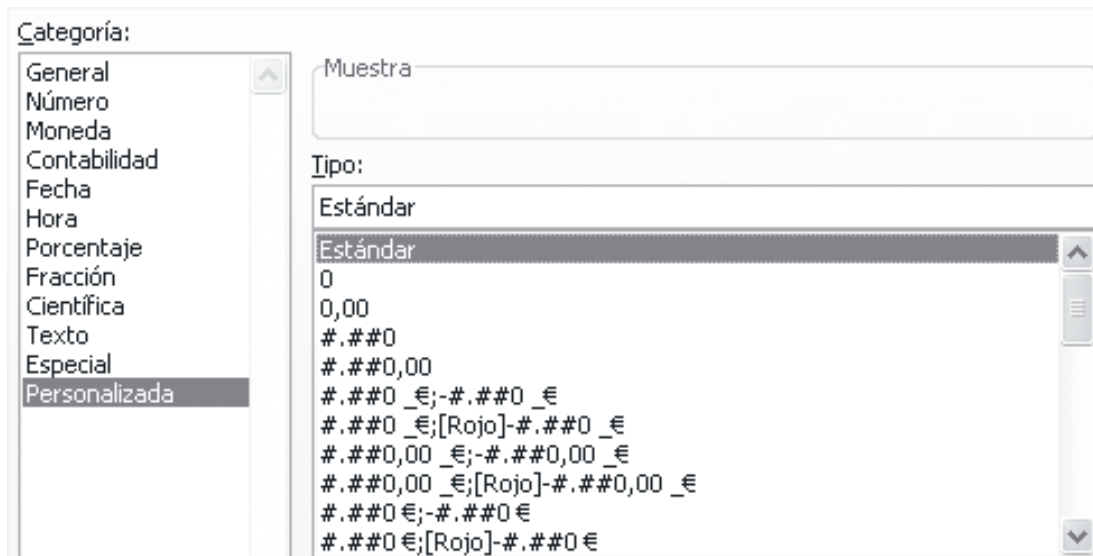 Categoría:
General
Número
Moneda
Contabilidad
Fecha
Hora
Porcentaje
Fracción
Científica
Texto
Especial
Personalizada
Muestra
Tipo:
Estándar
Estándar
0
0,00
#.##0
#.##0,00
#.##0 _€;-#.##0 _€
#.##0 _€;[Rojo]-#.##0 _€
#.##0,00 _€;-#.##0,00 _€
#.##0,00 _€;[Rojo]-#.##0,00 _€
#.##0 €;-#.##0 €
#.##0 €;[Rojo]-#.##0 €